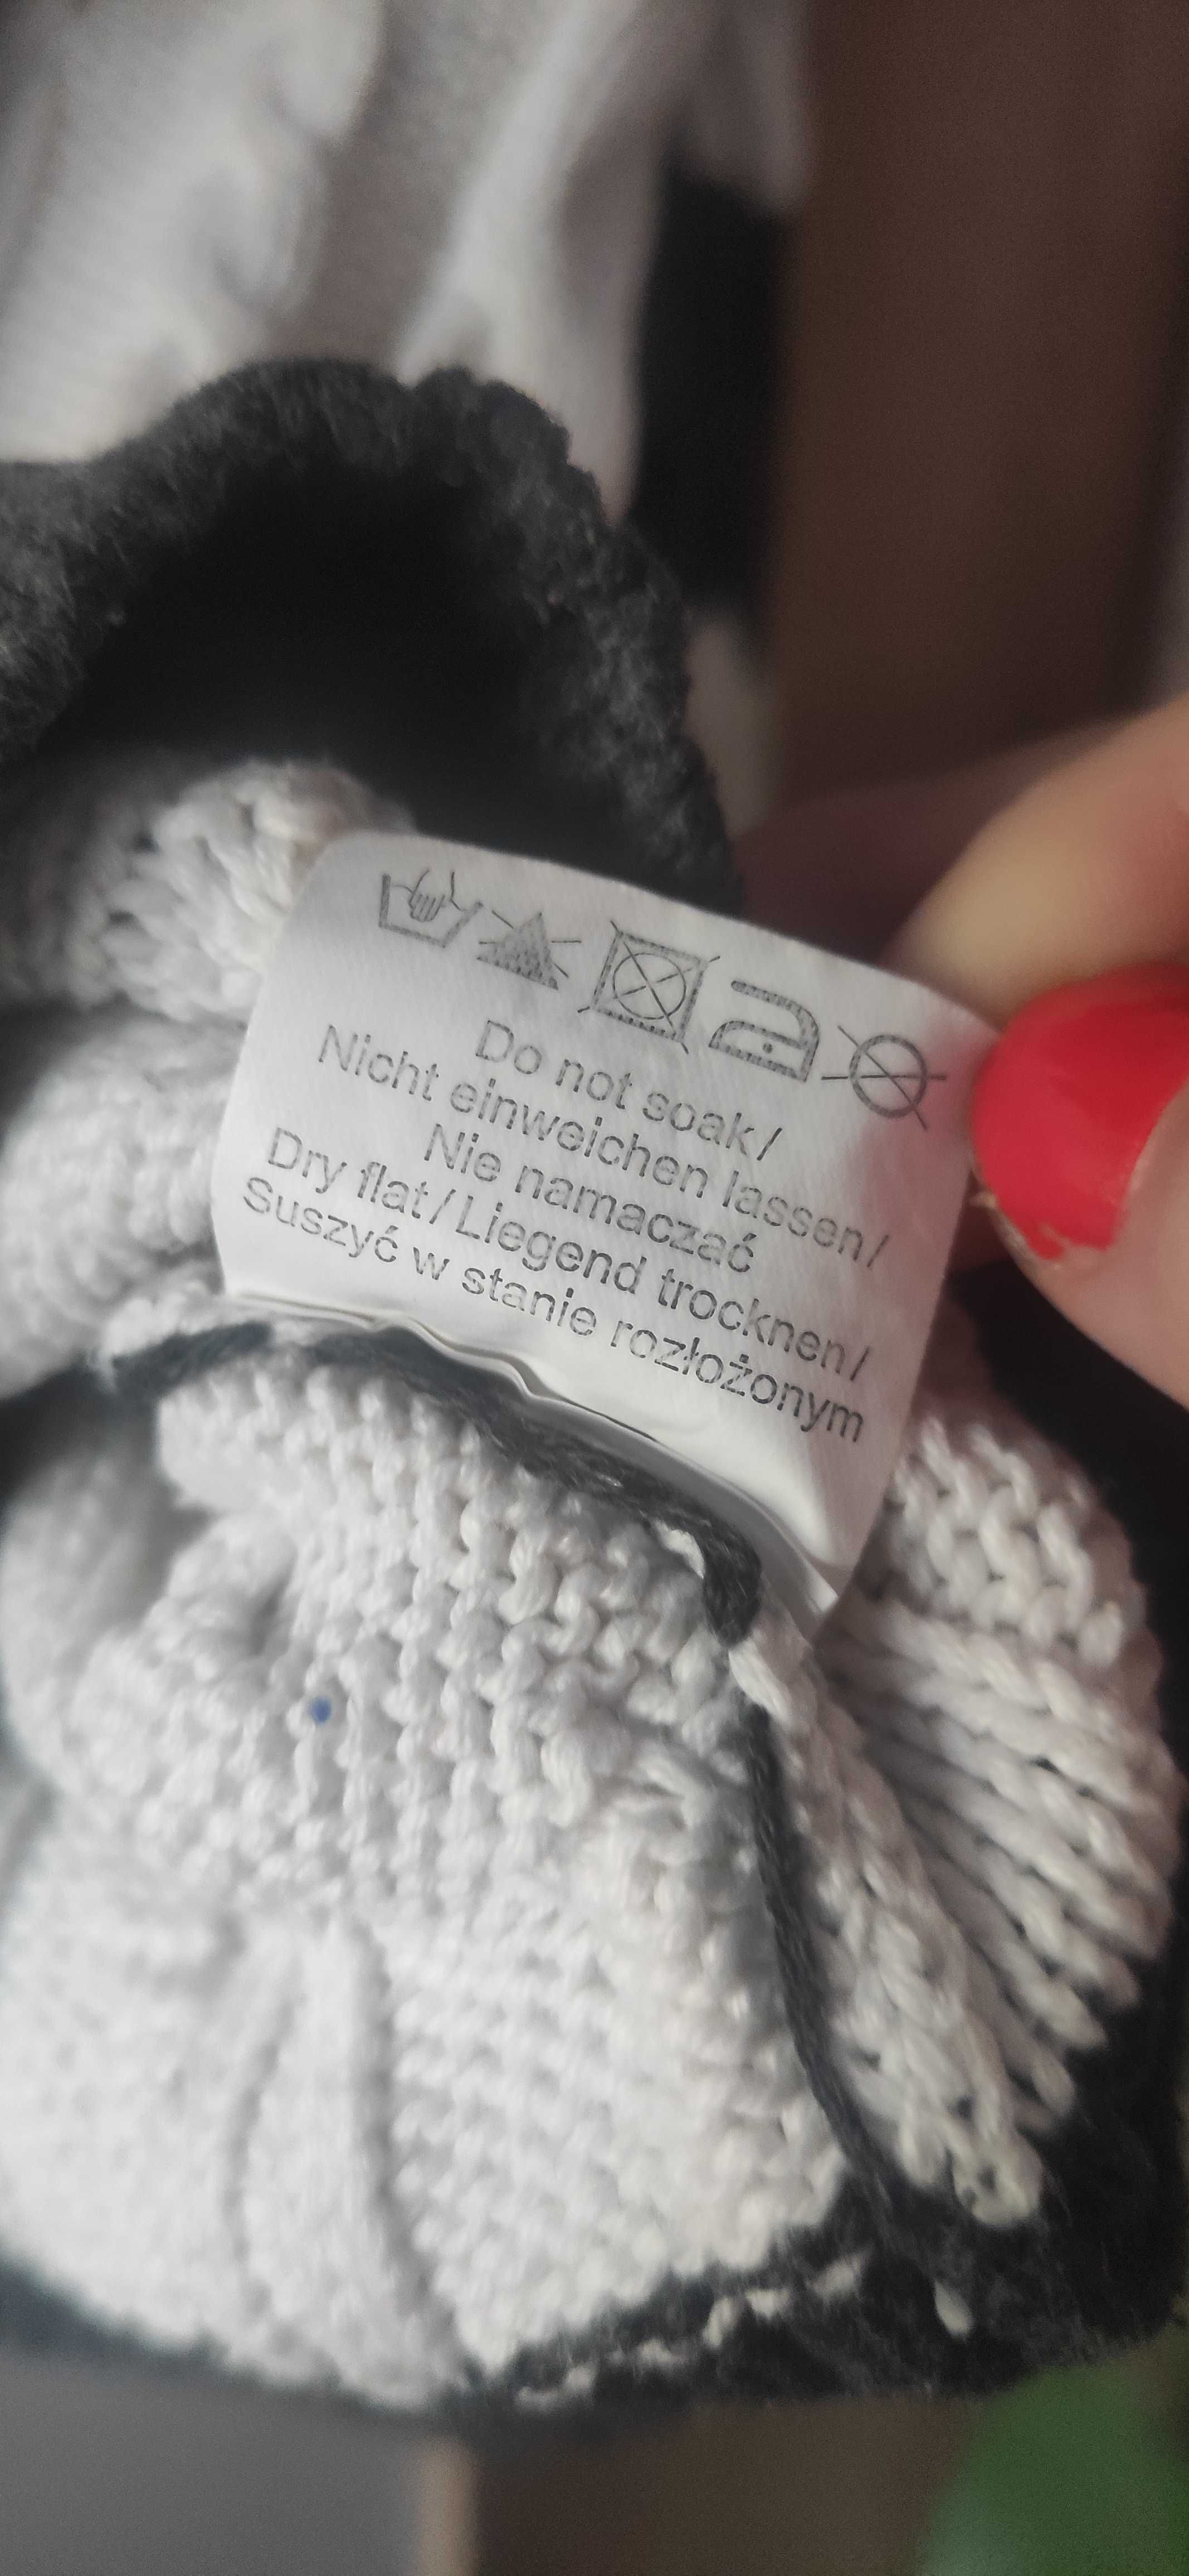 Do not soak/
Nicht einweichen lassen/
Nie namaczać
Dry flat/Liegend trocknen/
Suszyć w stanie rozłożonym